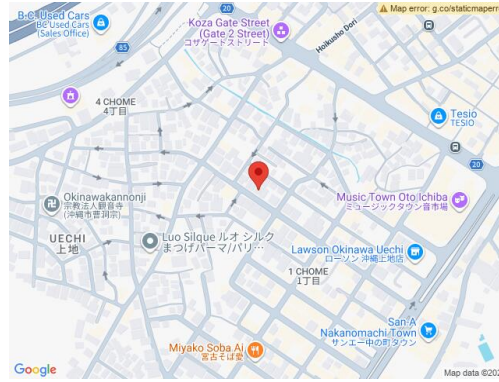 Map error: g.co/staticmaperr
B.C. Used Cars
BC Used Cars
(Sales Office)
20
Koza Gate Street
(Gate 2 Street)
コザゲートストリート
85
Hoikusho Dori
4 CHOME
4丁目
Tesio
TESIO
20
Okinawakannonji
宗教法人観音寺
(沖縄市曹洞宗)
Music Town Oto Ichiba
ミュージックタウン音市場
UECHI
上地
Luo Silque ルオ シルク
まつげパーマ/パリ…
Lawson Okinawa Uechi
ローソン 沖縄上地店
1 CHOME
1丁目
San A
Nakanomachi Town
サンエー中の町タウン
Miyako Soba Ai
宮古そば愛
Google
Map data ©202